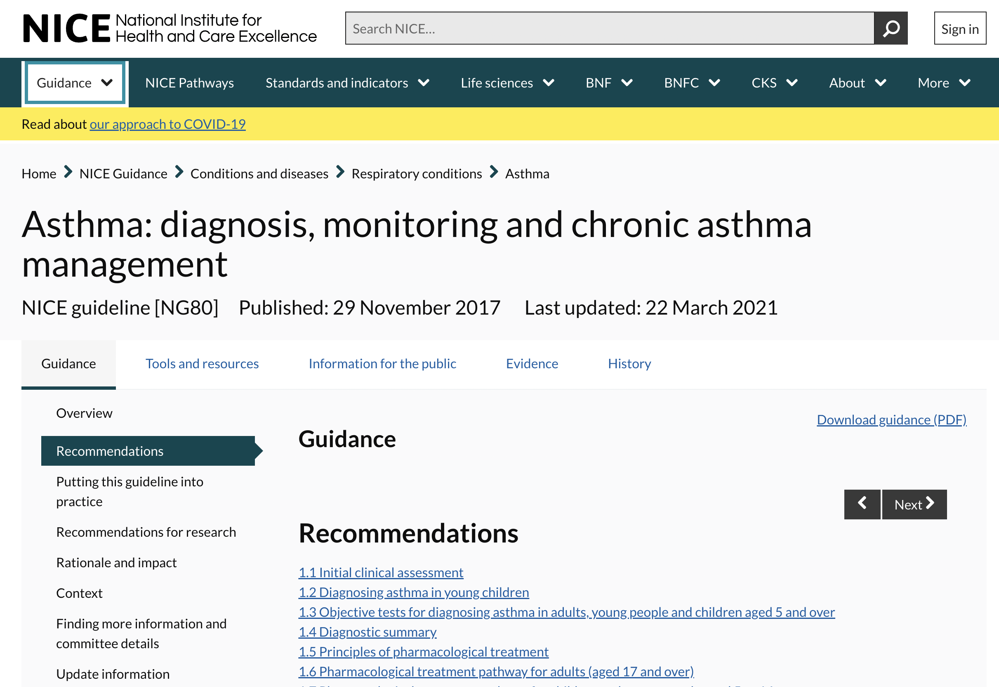 NICE National Institute for
Health and Care Excellence
Search NICE...
Sign in
Guidance NICE Pathways Standards and indicators Life sciences BNF BNFC CKS About More
Read about our approach to COVID-19
Home NICE Guidance Conditions and diseases Respiratory conditions Asthma
Asthma: diagnosis, monitoring and chronic asthma
management
NICE guideline [NG80] Published: 29 November 2017 Last updated: 22 March 2021
Guidance Tools and resources Information for the public Evidence History
Overview
Recommendations
Putting this guideline into
practice
Recommendations for research
Rationale and impact
Context
Finding more information and
committee details
Update information
Download guidance (PDF)
Guidance
Next
Recommendations
1.1 Initial clinical assessment
1.2 Diagnosing asthma in young children
1.3 Objective tests for diagnosing asthma in adults, young people and children aged 5 and over
1.4 Diagnostic summary
1.5 Principles of pharmacological treatment
1.6 Pharmacological treatment pathway for adults (aged 17 and over)